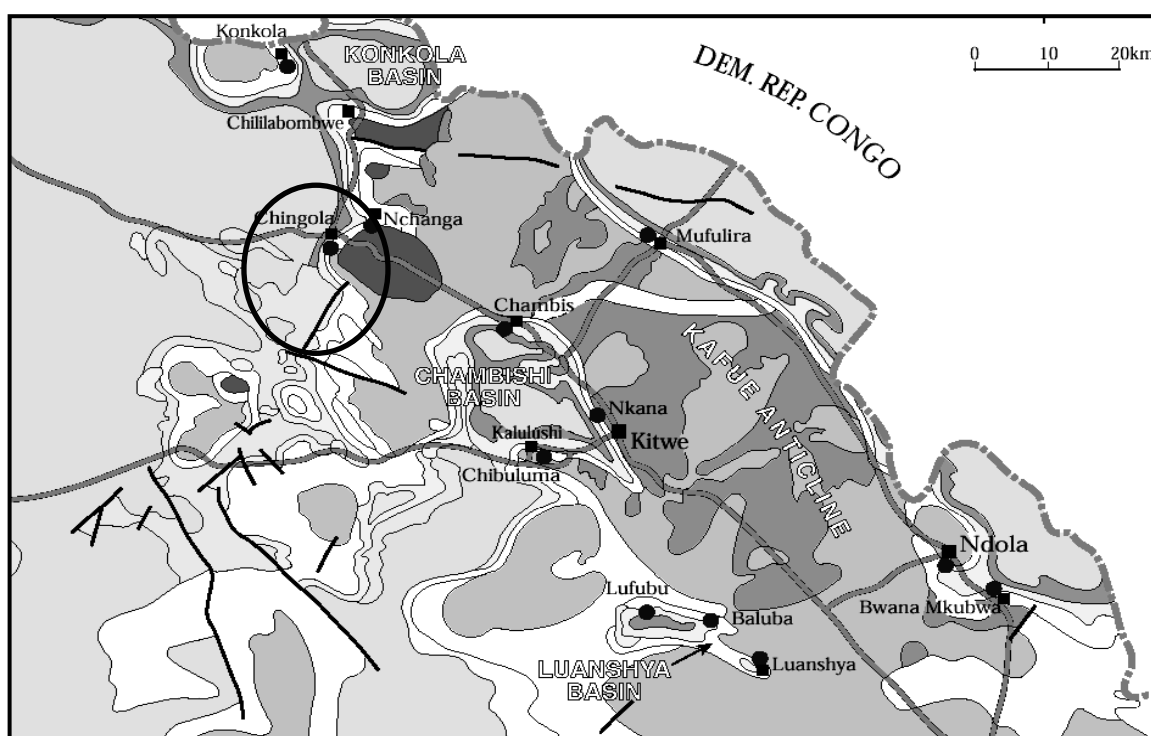 Konkola
KONKOLA
BASIN
DEM. REP. CONGO
0 10 20km
Chililabombwe
Chingola
Nchanga
Mufulira
Chambis
KAFUE ANTICLINE
CHAMBISHI
BASIN
Nkana
Kalulushi
Kitwe
Chibuluma
Ndola
Lufubu
Bwana Mkubwa
Baluba
LUANSHYA
BASIN
Luanshya